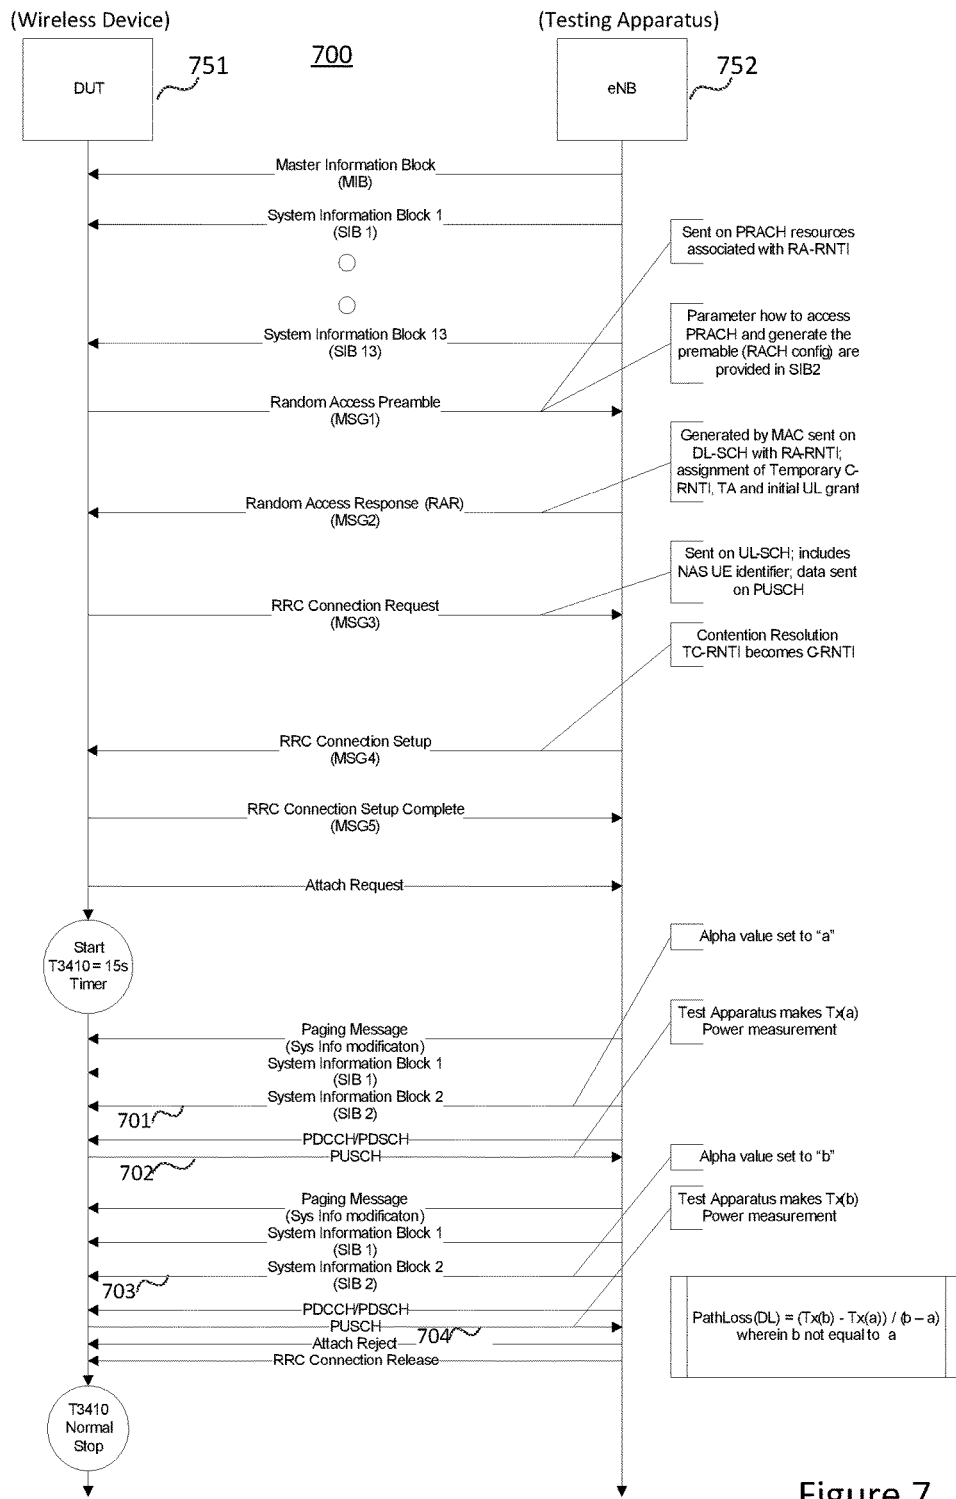 (Wireless Device)
(Testing Apparatus)
700
DUT
751
eNB
752
Master Information Block
(MIB)
System Information Block 1
(SIB 1)
Sent on PRACH resources
associated with RA-RNTI
System Information Block 13
(SIB 13)
Parameter how to access
PRACH and generate the
premable (RACH config) are
provided in SIB2
Random Access Preamble
(MSG1)
Generated by MAC sent on
DL-SCH with RA-RNTI;
assignment of Temporary C-
RNTI, TA and initial UL grant
Random Access Response (RAR)
(MSG2)
Sent on UL-SCH; includes
NAS UE identifier; data sent
on PUSCH
RRC Connection Request
(MSG3)
Contention Resolution
TC-RNTI becomes C-RNTI
RRC Connection Setup
(MSG4)
RRC Connection Setup Complete
(MSG5)
Attach Request
Start
T3410 = 15s
Timer
Alpha value set to “a”
Test Apparatus makes Tx(a)
Power measurement
Paging Message
(Sys Info modificaton)
System Information Block 1
(SIB 1)
System Information Block 2
(SIB 2)
701
PDCCH/PDSCH
PUSCH
702
Alpha value set to “b”
Test Apparatus makes Tx(b)
Power measurement
Paging Message
(Sys Info modificaton)
System Information Block 1
(SIB 1)
System Information Block 2
(SIB 2)
703
PDCCH/PDSCH
PUSCH
704
Attach Reject
RRC Connection Release
PathLoss(DL) = (Tx(b) - Tx(a)) / (b – a)
wherein b not equal to a
T3410
Normal
Stop
Figure 7